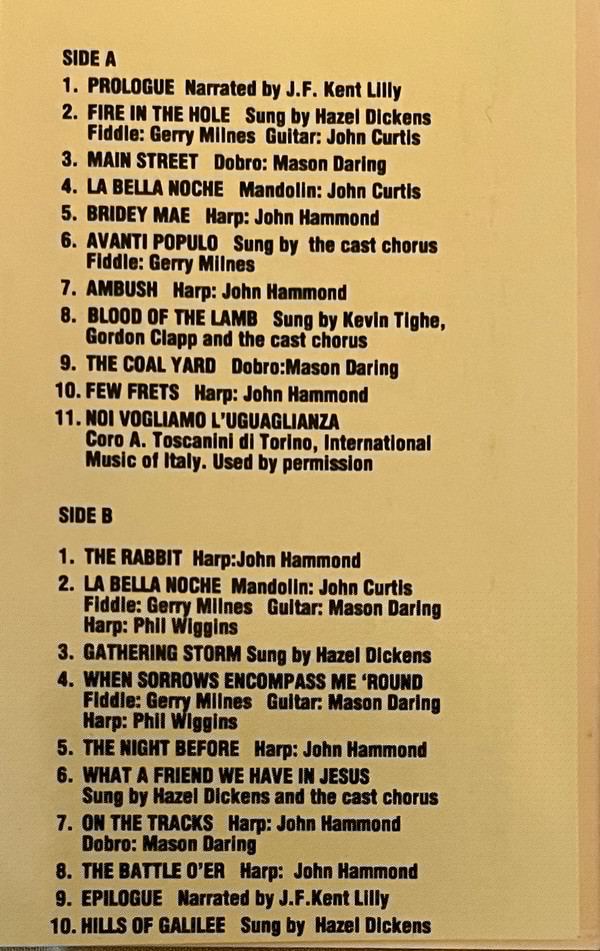 SIDE A
1. PROLOGUE Narrated by J.F. Kent Lilly
2. FIRE IN THE HOLE Sung by Hazel Dickens
Fiddle: Gerry Milnes Guitar: John Curtis
3. MAIN STREET Dobro: Mason Daring
4. LA BELLA NOCHE Mandolin: John Curtis
5. BRIDEY MAE Harp: John Hammond
6. AVANTI POPULO Sung by the cast chorus
Fiddle: Gerry Milnes
7. AMBUSH Harp: John Hammond
8. BLOOD OF THE LAMB Sung by Kevin Tighe,
Gordon Clapp and the cast chorus
9. THE COAL YARD Dobro:Mason Daring
10. FEW FRETS Harp: John Hammond
11. NOI VOGLIAMO L'UGUAGLIANZA
Coro A. Toscanini di Torino, International
Music of Italy. Used by permission
SIDE B
1. THE RABBIT Harp:John Hammond
2. LA BELLA NOCHE Mandolin: John Curtis
Fiddle: Gerry Milnes Guitar: Mason Daring
Harp: Phil Wiggins
3. GATHERING STORM Sung by Hazel Dickens
4. WHEN SORROWS ENCOMPASS ME ‘ROUND
Fiddle: Gerry Milnes Guitar: Mason Daring
Harp: Phil Wiggins
5. THE NIGHT BEFORE Harp: John Hammond
6. WHAT A FRIEND WE HAVE IN JESUS
Sung by Hazel Dickens and the cast chorus
7. ON THE TRACKS Harp: John Hammond
Dobro: Mason Daring
8. THE BATTLE O'ER Harp: John Hammond
9. EPILOGUE Narrated by J.F.Kent Lilly
10. HILLS OF GALILEE Sung by Hazel Dickens